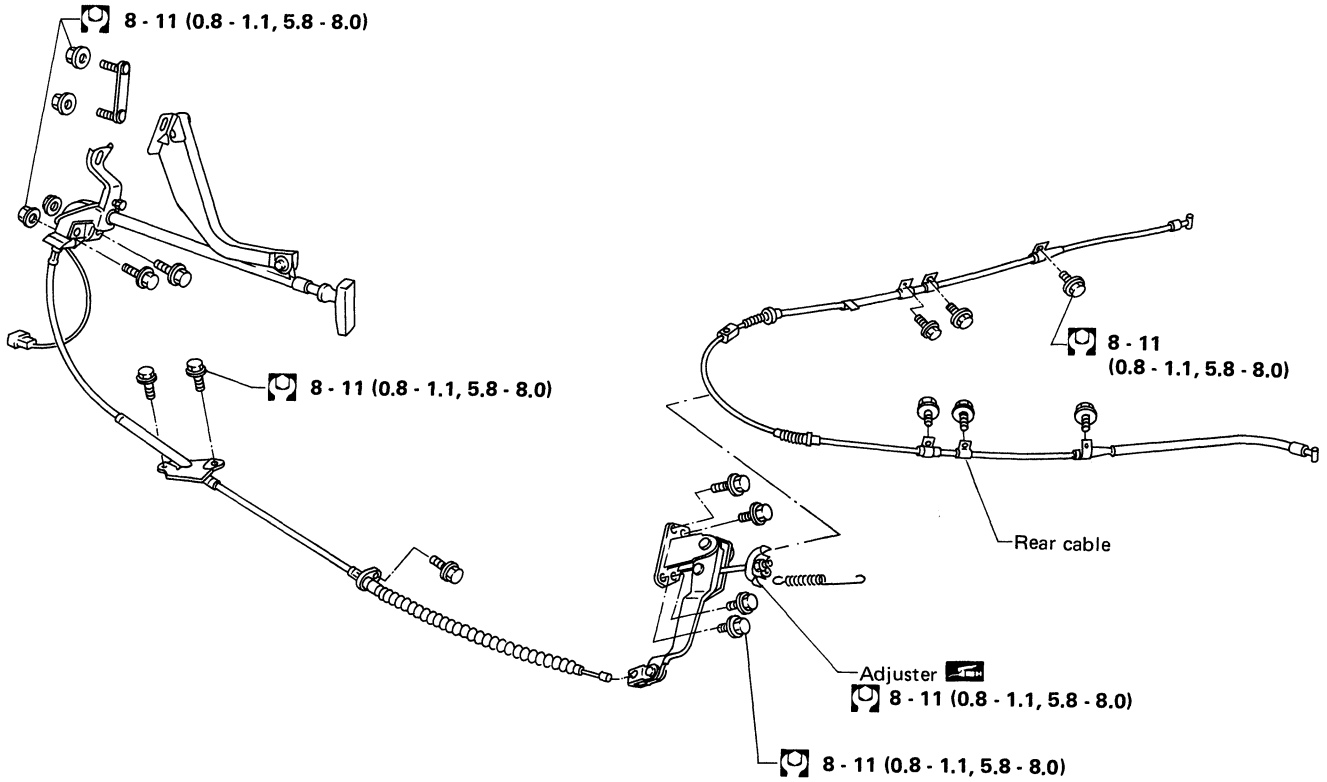 8 - 11 (0.8 - 1.1, 5.8 - 8.0)
8 - 11
(0.8 - 1.1, 5.8 - 8.0)
8 - 11 (0.8 - 1.1, 5.8 - 8.0)
Rear cable
Adjuster
8 - 11 (0.8 - 1.1, 5.8 - 8.0)
8 - 11 (0.8 - 1.1, 5.8 - 8.0)